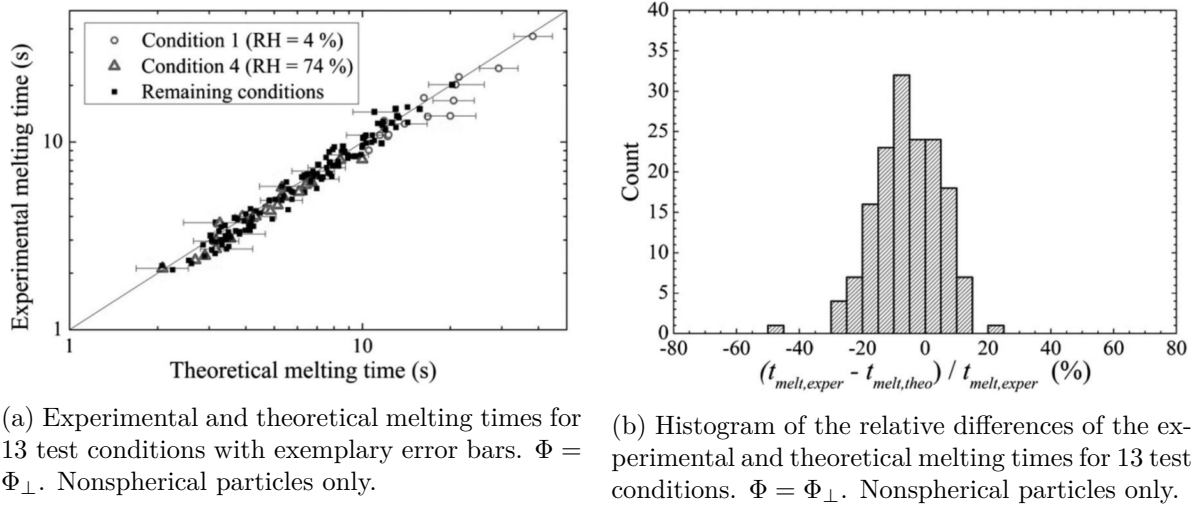 Experimental melting time (s)
10
1
Condition 1 (RH = 4 %)
Condition 4 (RH = 74 %)
Remaining conditions
1 10
Theoretical melting time (s)
(a) Experimental and theoretical melting times for
13 test conditions with exemplary error bars. Φ =
Φ⊥. Nonspherical particles only.
Count
40
35
30
25
20
15
10
5
0
-80 -60 -40 -20 0 20 40 60 80
(t_melt,exper - t_melt,theo) / t_melt,exper (%)
(b) Histogram of the relative differences of the ex-
perimental and theoretical melting times for 13 test
conditions. Φ = Φ⊥. Nonspherical particles only.